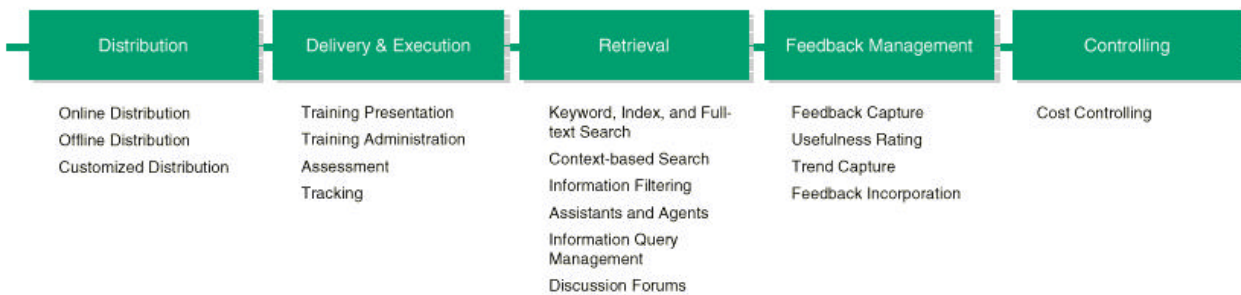 Distribution
Delivery & Execution
Retrieval
Feedback Management
Controlling
Online Distribution
Offline Distribution
Customized Distribution
Training Presentation
Training Administration
Assessment
Tracking
Keyword, Index, and Full-
text Search
Context-based Search
Information Filtering
Assistants and Agents
Information Query
Management
Discussion Forums
Feedback Capture
Usefulness Rating
Trend Capture
Feedback Incorporation
Cost Controlling